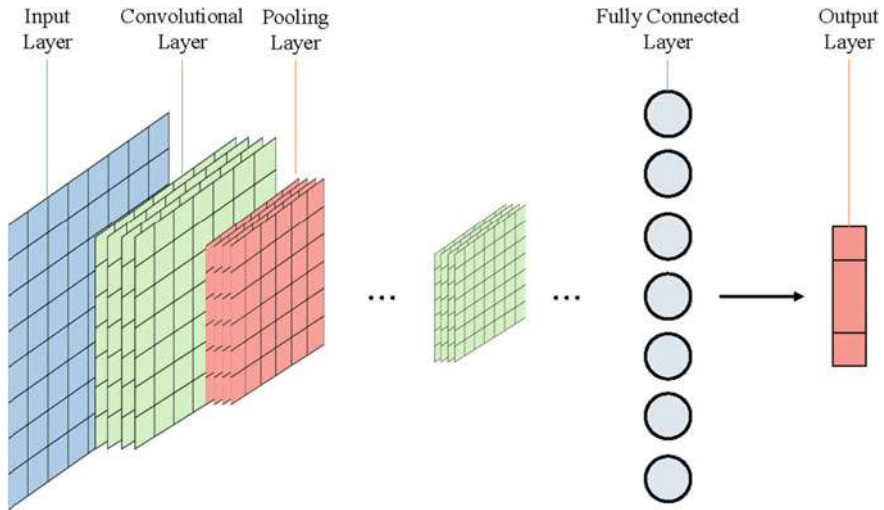 Input
Layer
Convolutional
Layer
Pooling
Layer
Fully Connected
Layer
Output
Layer
...
...